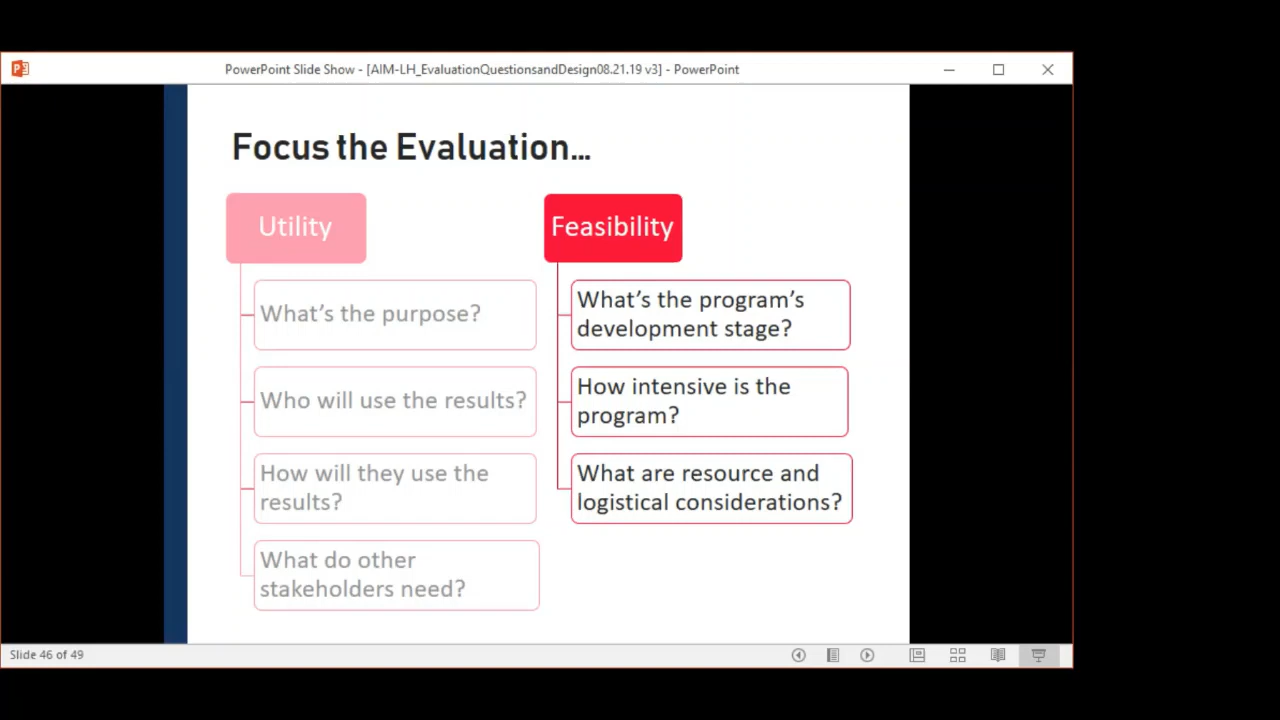 PowerPoint Slide Show - [AIM-LH_EvaluationQuestionsandDesign08.21.19 v3] - PowerPoint
Focus the Evaluation...
Utility
What's the purpose?
Who will use the results?
How will they use the
results?
What do other
stakeholders need?
Feasibility
What's the program's
development stage?
How intensive is the
program?
What are resource and
logistical considerations?
Slide 46 of 49